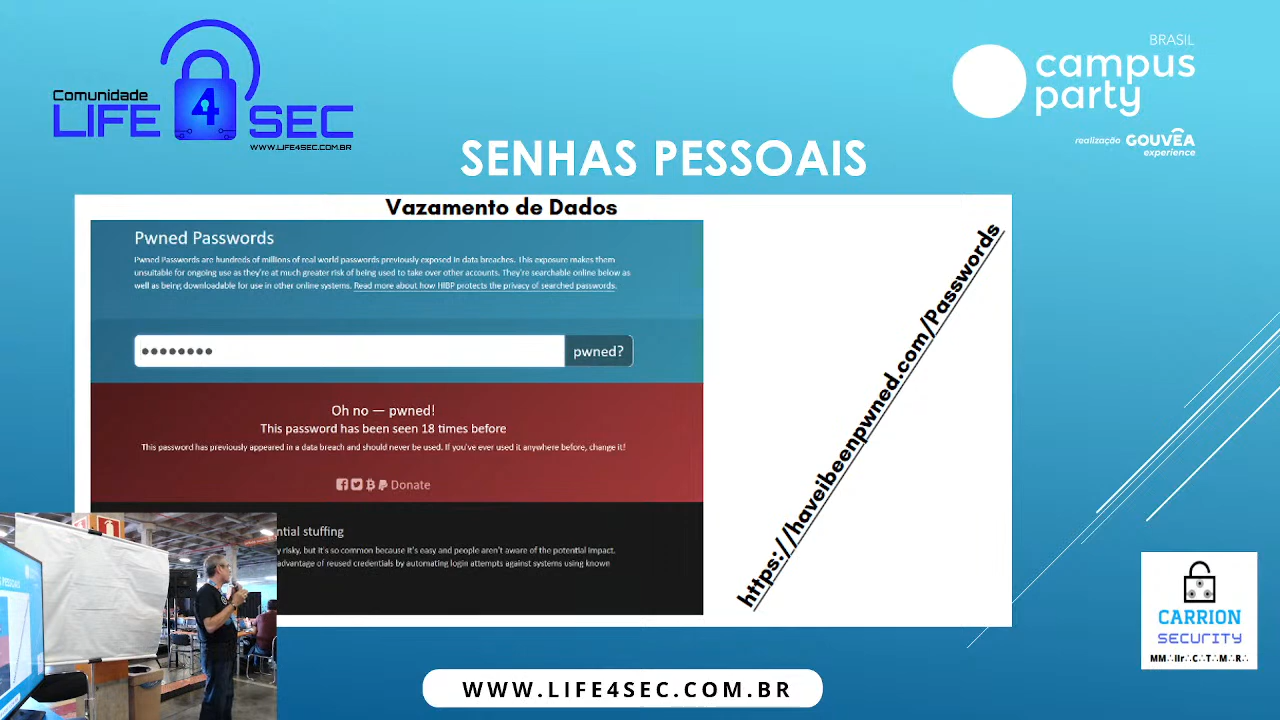 BRASIL
campus
party
realização GOUVÊA
experience
Comunidade
LIFE 4 SEC
WWW.LIFE4SEC.COM.BR
SENHAS PESSOAIS
Vazamento de Dados
Pwned Passwords
Pwned Passwords are hundreds of millions of real world passwords previously exposed in data breaches. This exposure makes them
unsuitable for ongoing use as they're at much greater risk of being used to take over other accounts. They're searchable online below as
well as being downloadable for use in other online systems. Read more about how HIBP protects the privacy of searched passwords.
pwned?
Oh no — pwned!
This password has been seen 18 times before
This password has previously appeared in a data breach and should never be used. If you've ever used it anywhere before, change it!
Donate
https://haveibeenpwned.com/Passwords
ntial stuffing
y risky, but it's so common because it's easy and people aren't aware of the potential impact.
advantage of reused credentials by automating login attempts against systems using known
CARRION
SECURITY
MM∴IIr∴C∴T∴M∴R∴
WWW.LIFE4SEC.COM.BR